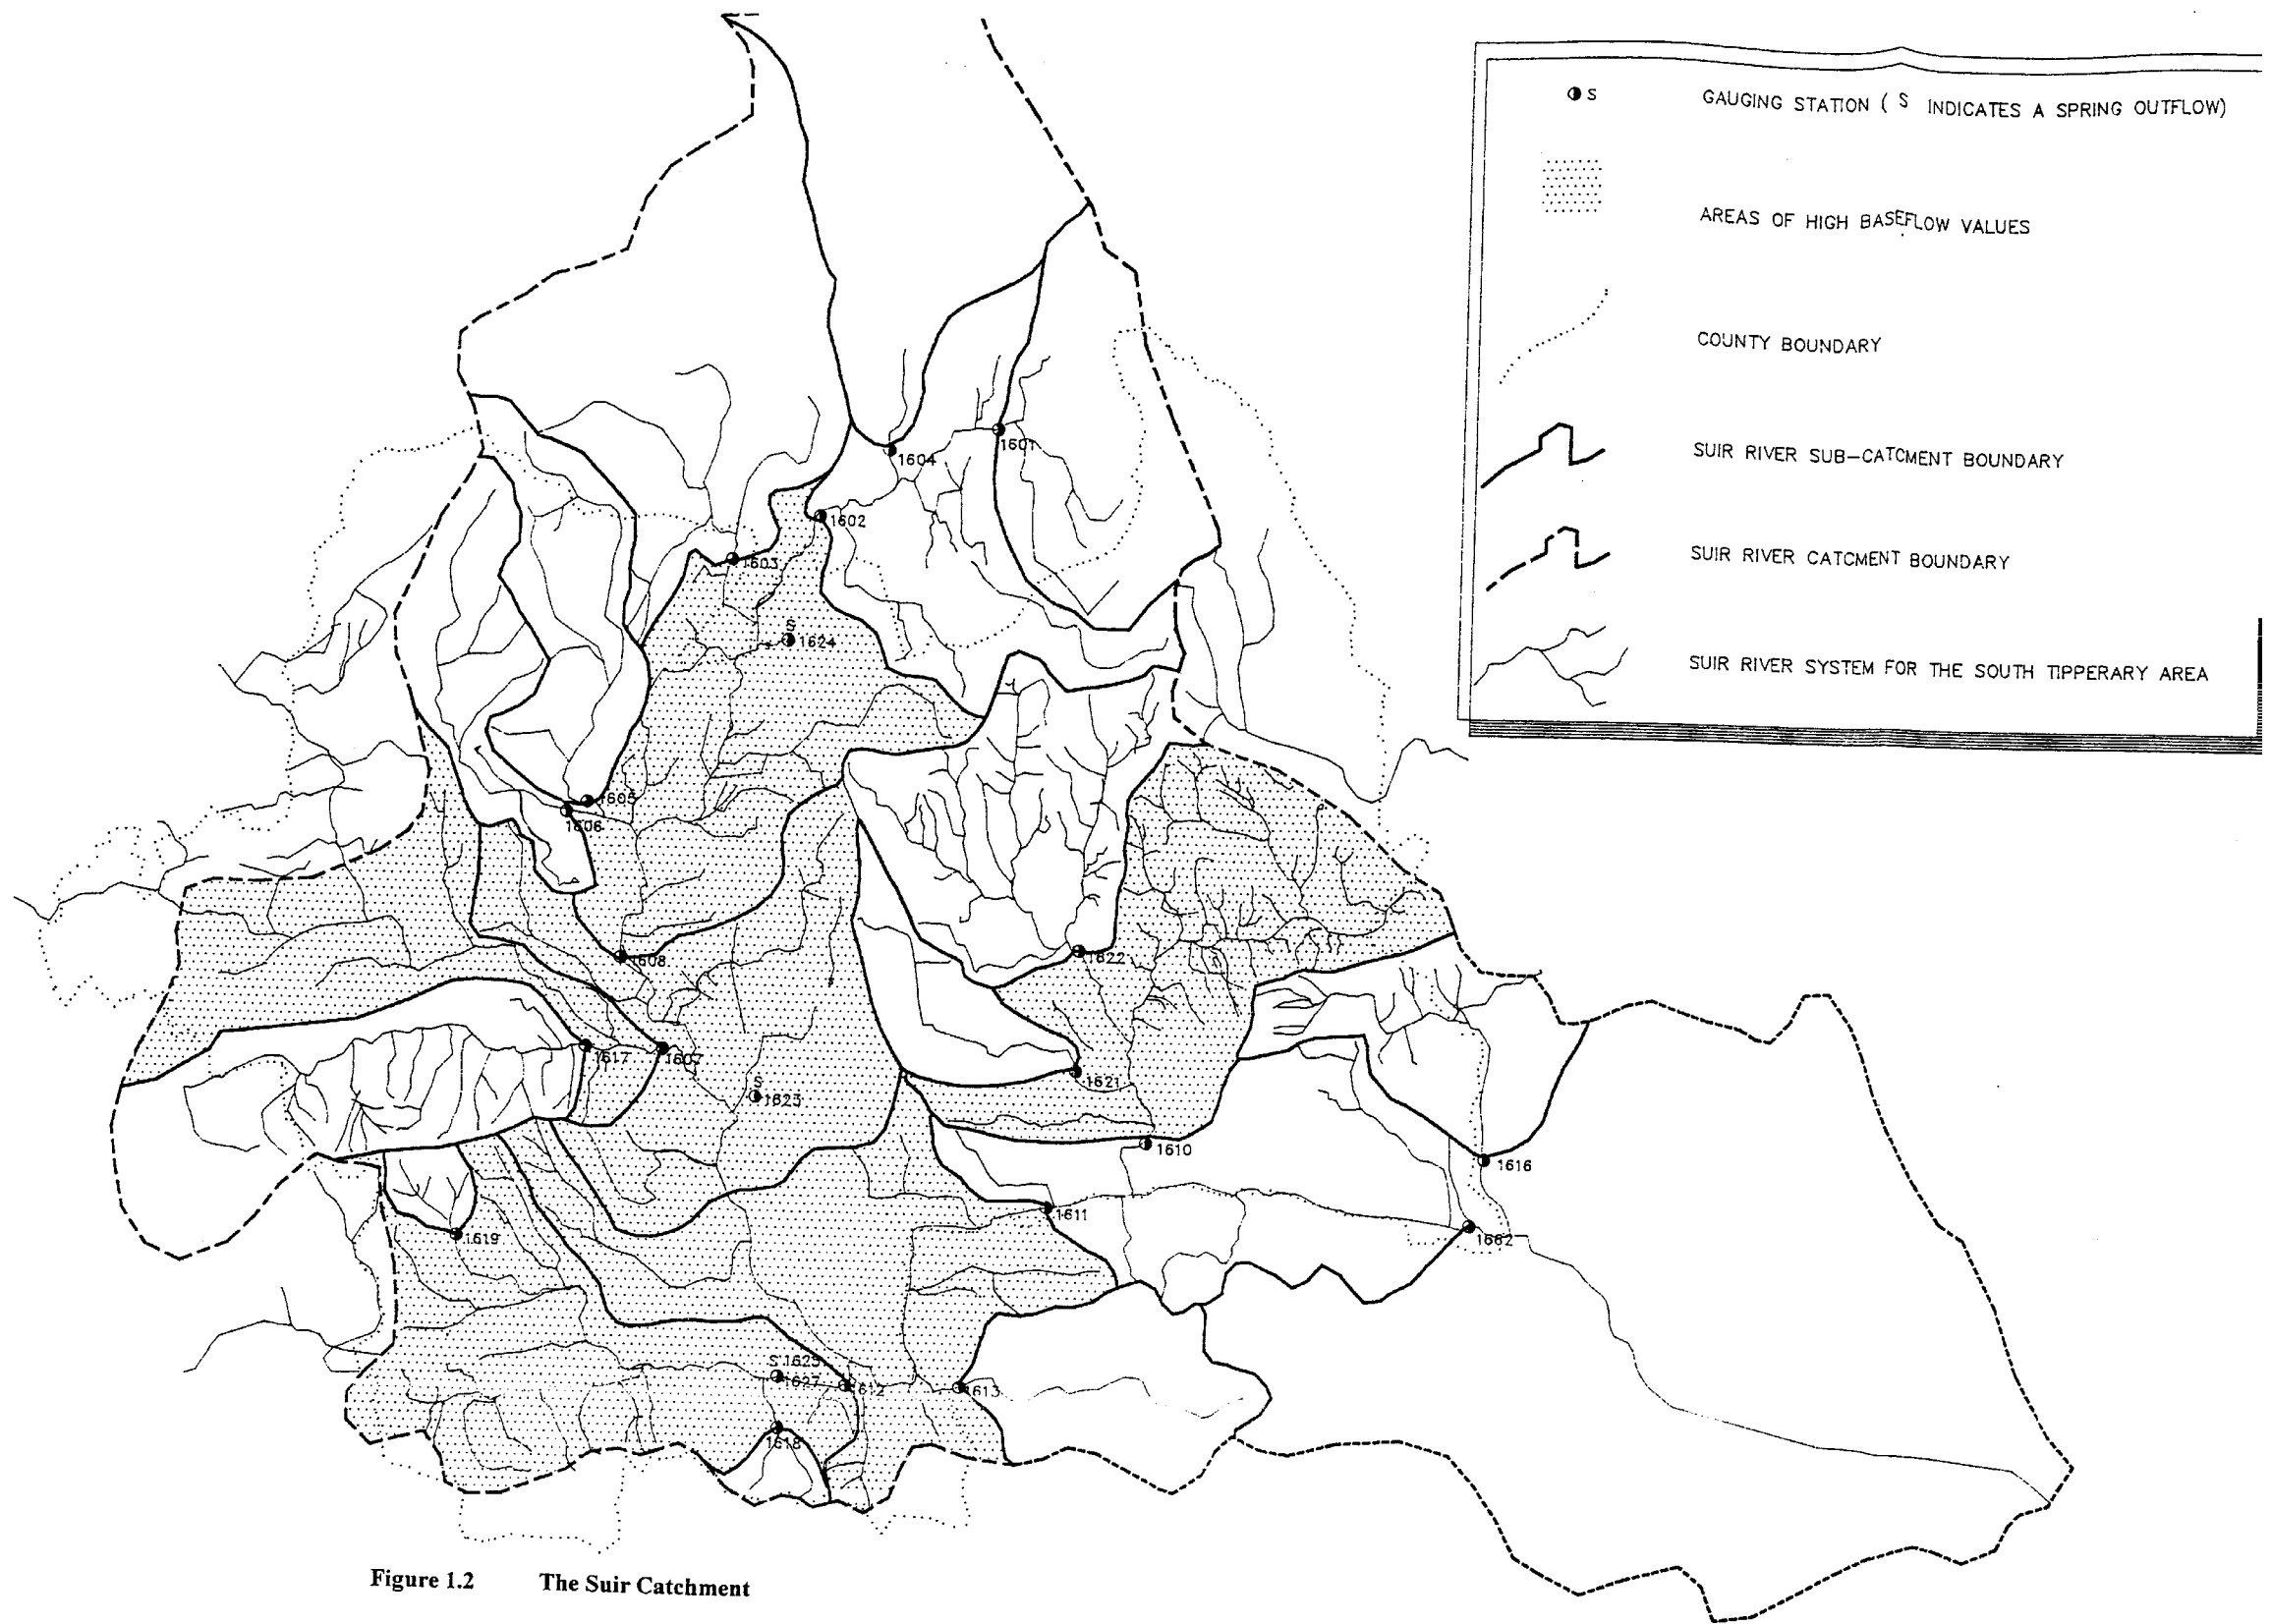 GAUGING STATION ( S INDICATES A SPRING OUTFLOW)
S
AREAS OF HIGH BASEFLOW VALUES
COUNTY BOUNDARY
SUIR RIVER SUB-CATCMENT BOUNDARY
SUIR RIVER CATCMENT BOUNDARY
SUIR RIVER SYSTEM FOR THE SOUTH TIPPERARY AREA
1601
1604
1602
1603
S
1624
1605
1606
1608
1622
1617
1607
1621
S
1623
1610
1616
1611
1619
1662
S 1625
1627
1612
1613
1618
Figure 1.2 The Suir Catchment